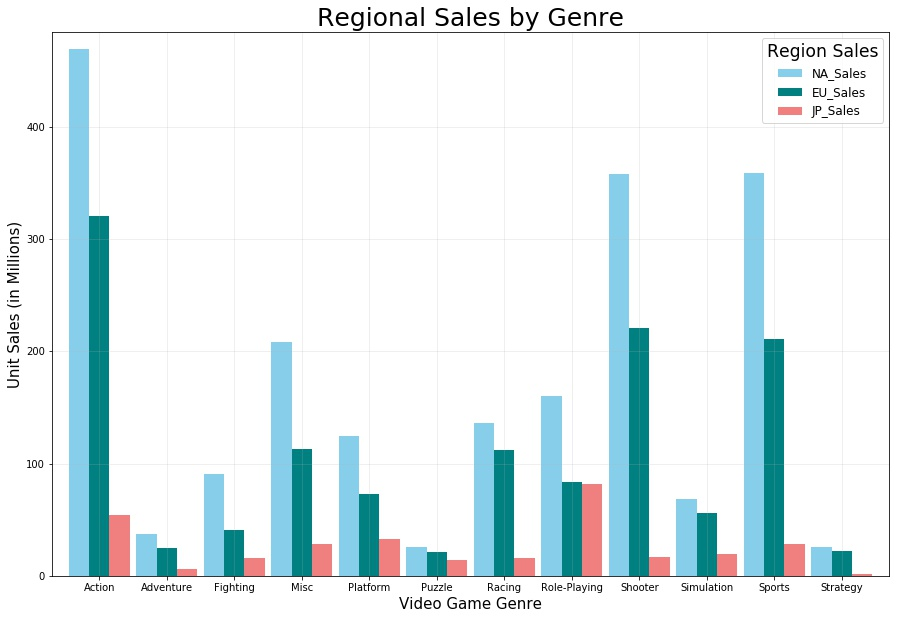 Regional Sales by Genre
Region Sales
NA_Sales
EU_Sales
JP_Sales
Unit Sales (in Millions)
400
300
200
100
0
Action Adventure Fighting Misc Platform Puzzle Racing Role-Playing Shooter Simulation Sports Strategy
Video Game Genre